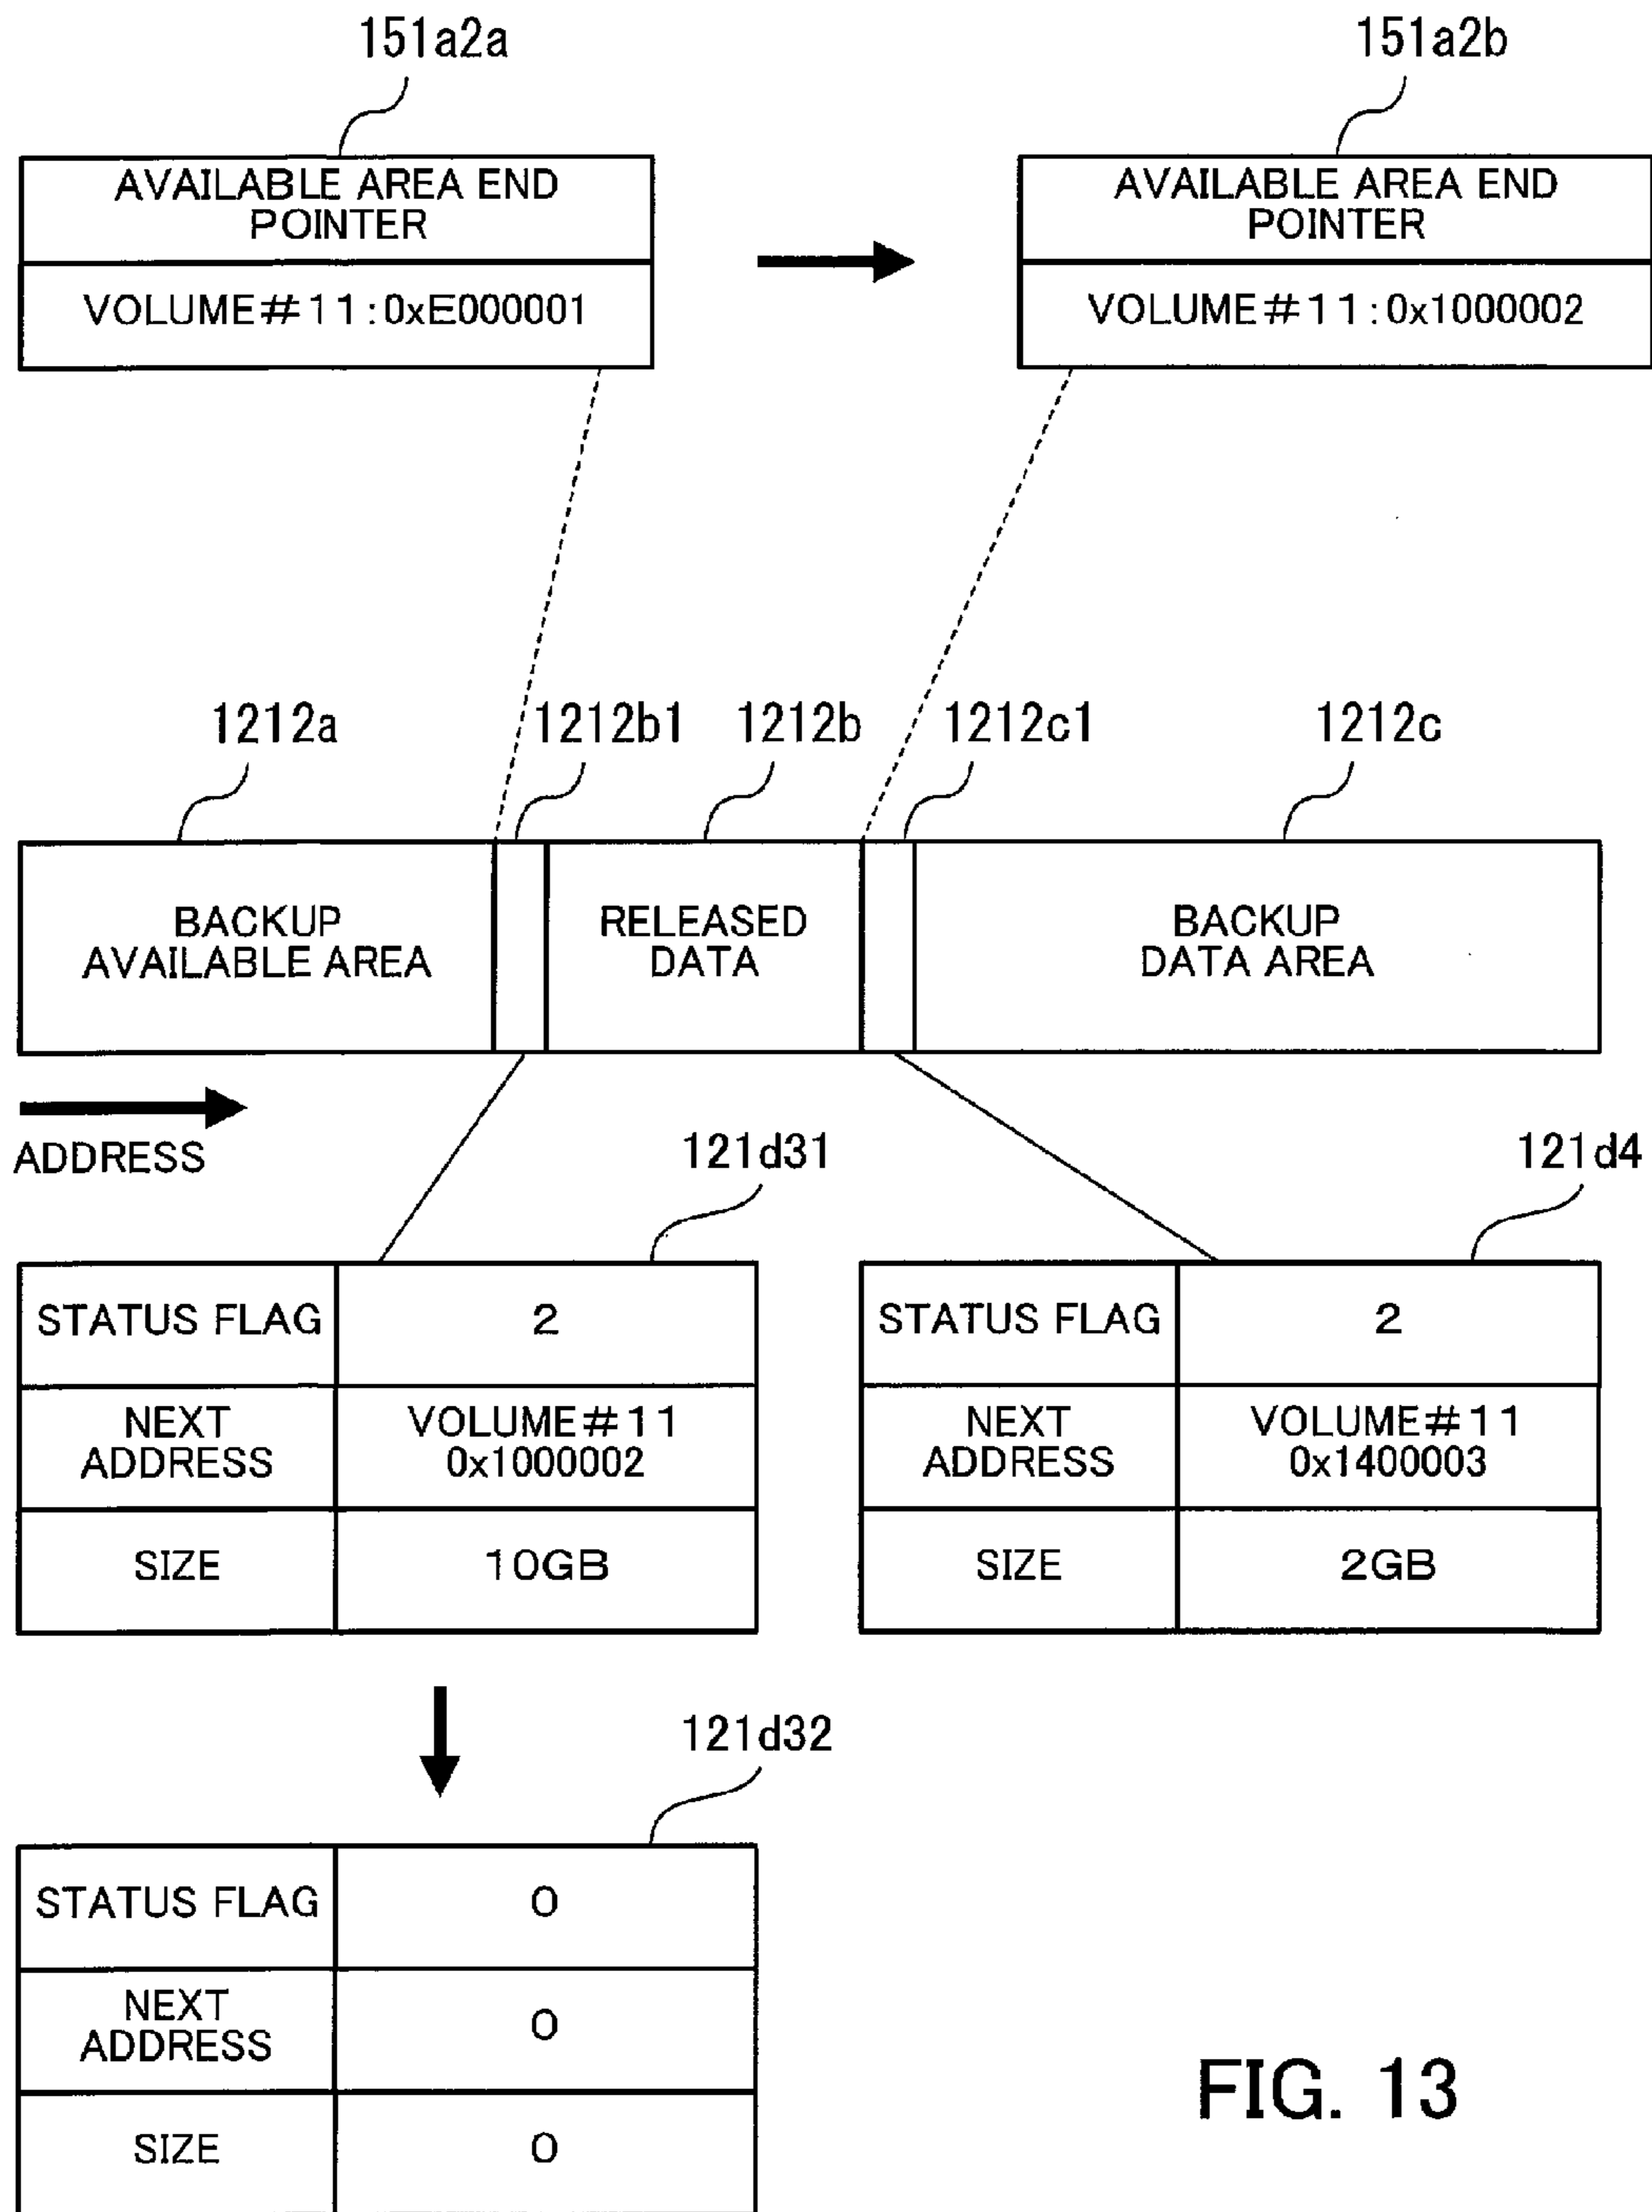 151a2a
151a2b
AVAILABLE AREA END
POINTER
VOLUME#11:0xE000001
AVAILABLE AREA END
POINTER
VOLUME#11:0x1000002
1212a
1212b1
1212b
1212c1
1212c
BACKUP
AVAILABLE AREA
RELEASED
DATA
BACKUP
DATA AREA
ADDRESS
121d31
121d4
STATUS FLAG
2
NEXT
ADDRESS
VOLUME#11
0x1000002
SIZE
10GB
STATUS FLAG
2
NEXT
ADDRESS
VOLUME#11
0x1400003
SIZE
2GB
121d32
STATUS FLAG
0
NEXT
ADDRESS
0
SIZE
0
FIG. 13